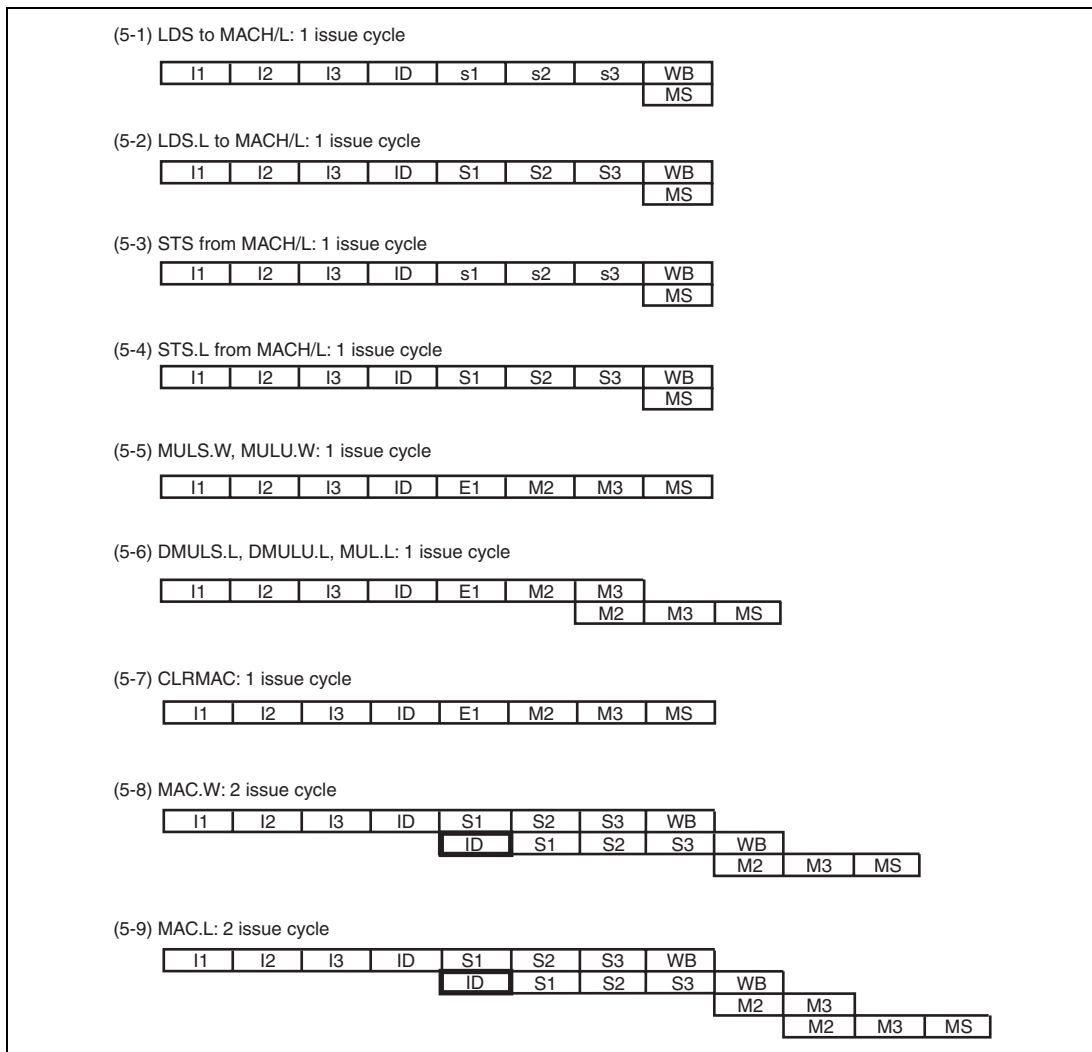 (5-1) LDS to MACH/L: 1 issue cycle
I1 I2 I3 ID s1 s2 s3 WB
MS
(5-2) LDS.L to MACH/L: 1 issue cycle
I1 I2 I3 ID S1 S2 S3 WB
MS
(5-3) STS from MACH/L: 1 issue cycle
I1 I2 I3 ID s1 s2 s3 WB
MS
(5-4) STS.L from MACH/L: 1 issue cycle
I1 I2 I3 ID S1 S2 S3 WB
MS
(5-5) MULS.W, MULU.W: 1 issue cycle
I1 I2 I3 ID E1 M2 M3 MS
(5-6) DMULS.L, DMULU.L, MUL.L: 1 issue cycle
I1 I2 I3 ID E1 M2 M3
M2 M3 MS
(5-7) CLRMAC: 1 issue cycle
I1 I2 I3 ID E1 M2 M3 MS
(5-8) MAC.W: 2 issue cycle
I1 I2 I3 ID S1 S2 S3 WB
ID S1 S2 S3 WB
M2 M3 MS
(5-9) MAC.L: 2 issue cycle
I1 I2 I3 ID S1 S2 S3 WB
ID S1 S2 S3 WB
M2 M3
M2 M3 MS